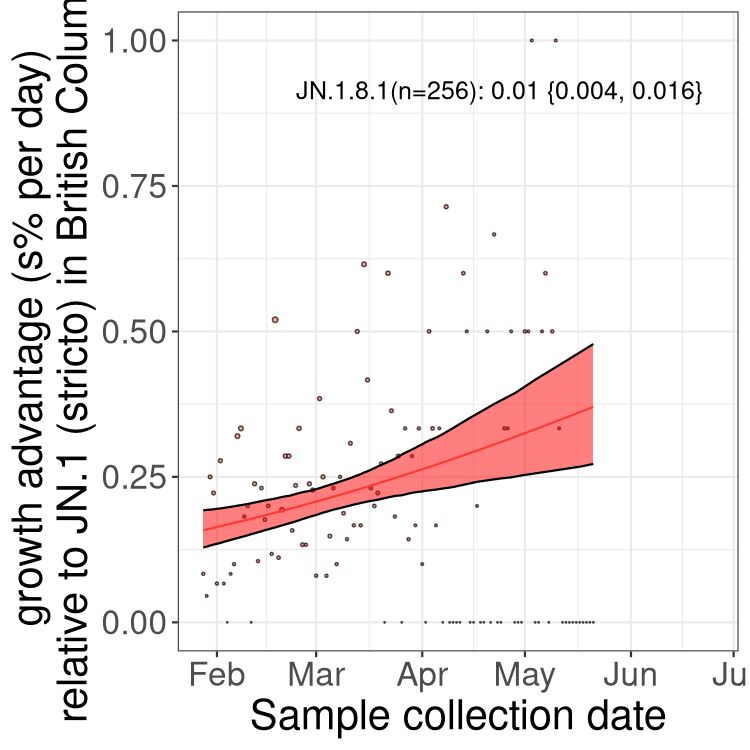 growth advantage (s% per day)
relative to JN.1 (stricto) in British Colum
1.00
0.75
0.50
0.25
0.00
JN.1.8.1(n=256): 0.01 {0.004, 0.016}
Feb Mar Apr May Jun Ju
Sample collection date